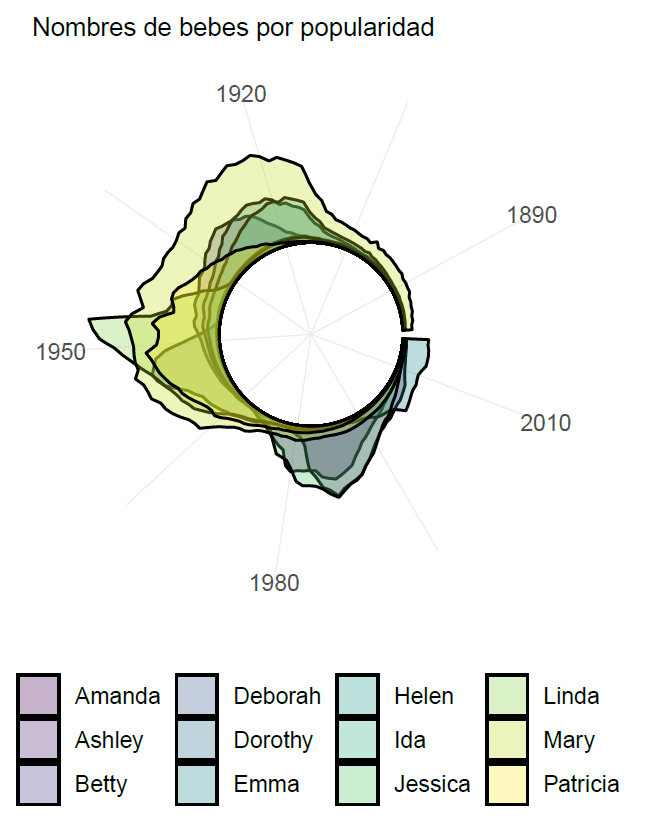 Nombres de bebes por popularidad
1920
1890
1950
2010
1980
Amanda Deborah Helen Linda
Ashley Dorothy Ida Mary
Betty Emma Jessica Patricia